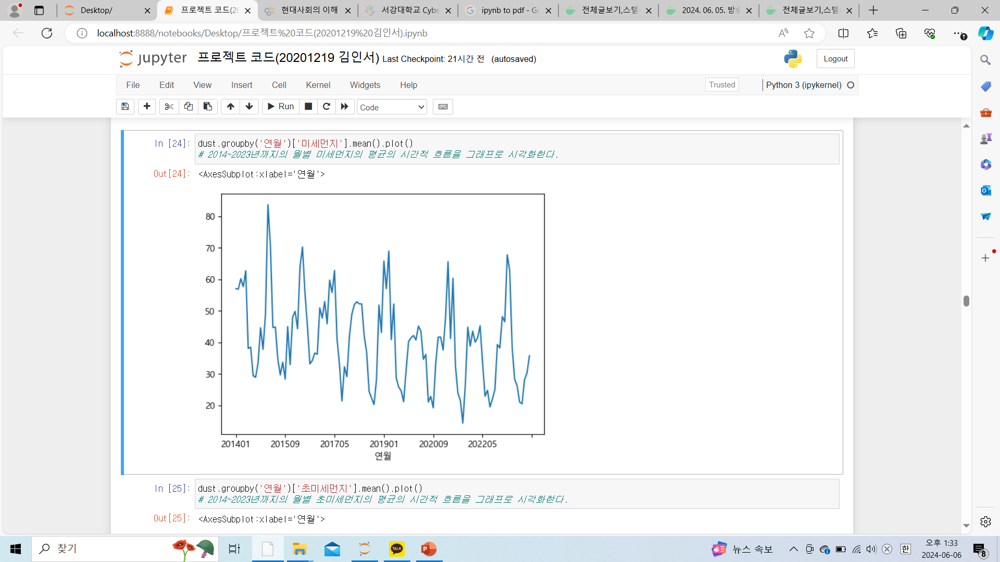 Desktop/
프로젝트 코드(20
현대사회의 이해
서강대학교 Cybe
ipynb to pdf - Go
전체글보기,스텔
2024. 06. 05. 방송
전체글보기,스텔
localhost:8888/notebooks/Desktop/프로젝트%20코드(20201219%20김인서).ipynb
jupyter 프로젝트 코드(20201219 김인서) Last Checkpoint: 21시간 전 (autosaved)
Logout
File Edit View Insert Cell Kernel Widgets Help
Trusted
Python 3 (ipykernel)
Run
Code
In [24]: dust.groupby('연월')['미세먼지'].mean().plot()
# 2014~2023년까지의 월별 미세먼지의 평균의 시간적 흐름을 그래프로 시각화한다.
Out[24]: <AxesSubplot:xlabel='연월'>
80
70
60
50
40
30
20
201401 201509 201705 201901 202009 202205
연월
In [25]: dust.groupby('연월')['초미세먼지'].mean().plot()
# 2014~2023년까지의 월별 초미세먼지의 평균의 시간적 흐름을 그래프로 시각화한다.
Out[25]: <AxesSubplot:xlabel='연월'>
찾기
TALK
뉴스 속보
한
오후 1:33
2024-06-06
8